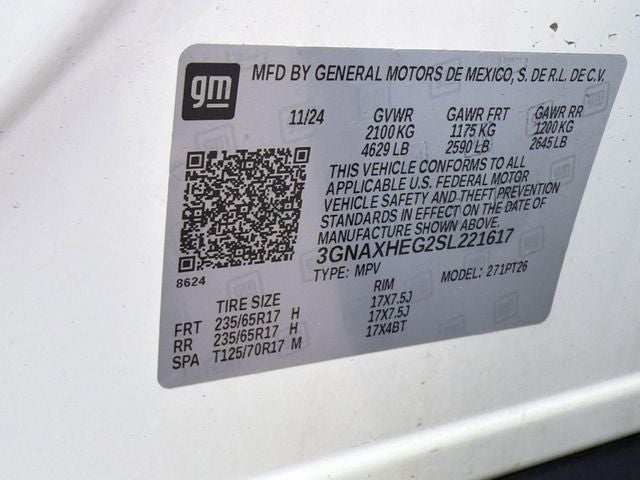 gm MFD BY GENERAL MOTORS DE MEXICO, S. DE R.L. DE C.V.
11/24 GVWR GAWR FRT GAWR RR
2100 KG 1175 KG 1200 KG
4629 LB 2590 LB 2645 LB
THIS VEHICLE CONFORMS TO ALL
APPLICABLE U.S. FEDERAL MOTOR
VEHICLE SAFETY AND THEFT PREVENTION
STANDARDS IN EFFECT ON THE DATE OF
MANUFACTURE SHOWN ABOVE.
3GNAXHEG2SL221617
8624 TYPE: MPV MODEL: 271PT26
TIRE SIZE RIM
FRT 235/65R17 H 17X7.5J
RR 235/65R17 H 17X7.5J
SPA T125/70R17 M 17X4BT